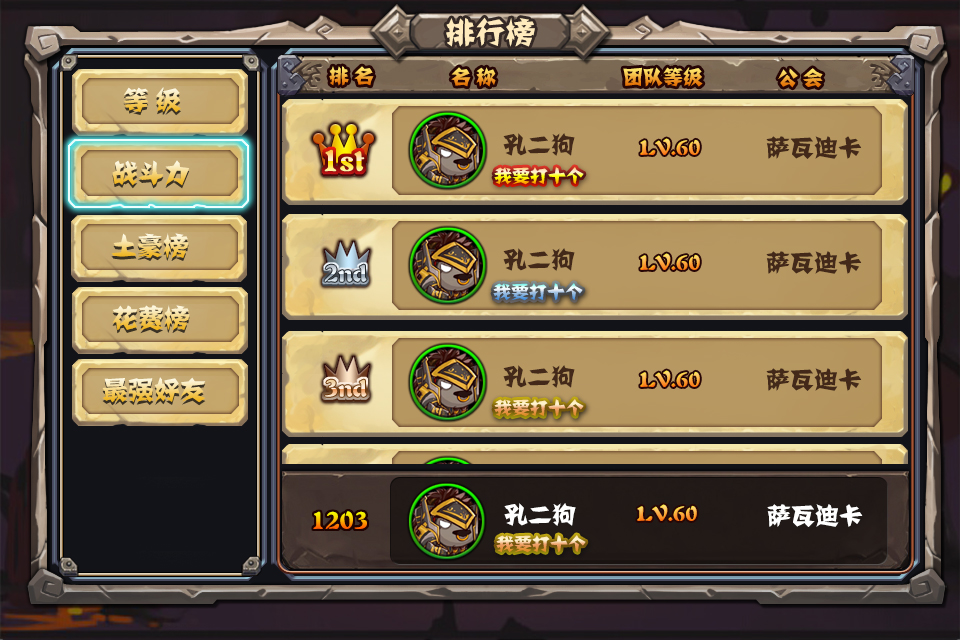 排行榜
排名 名称 团队等级 公会
等级
战斗力
土豪榜
花费榜
最强好友
1st 孔二狗 LV.60 萨瓦迪卡
我要打十个
2nd 孔二狗 LV.60 萨瓦迪卡
我要打十个
3nd 孔二狗 LV.60 萨瓦迪卡
我要打十个
1203 孔二狗 LV.60 萨瓦迪卡
我要打十个